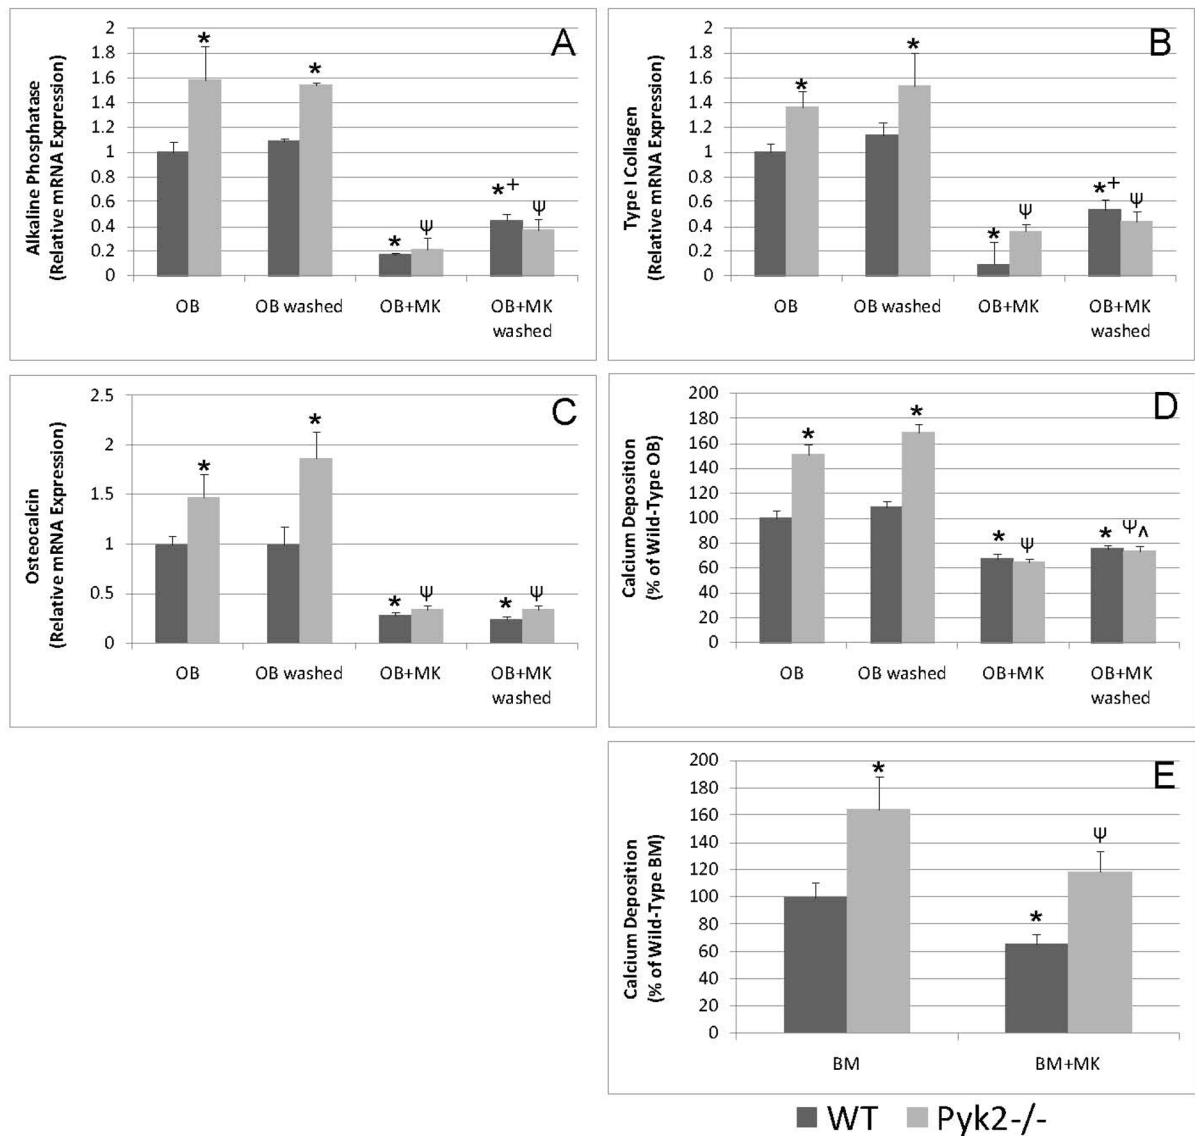 A
Alkaline Phosphatase
(Relative mRNA Expression)
2
1.8
1.6
1.4
1.2
1
0.8
0.6
0.4
0.2
0
*
*
*
ψ
*+
ψ
OB
OB washed
OB+MK
OB+MK
washed
B
Type I Collagen
(Relative mRNA Expression)
2
1.8
1.6
1.4
1.2
1
0.8
0.6
0.4
0.2
0
*
*
*
ψ
*+
ψ
OB
OB washed
OB+MK
OB+MK
washed
C
Osteocalcin
(Relative mRNA Expression)
2.5
2
1.5
1
0.5
0
*
*
*
ψ
*
ψ
OB
OB washed
OB+MK
OB+MK
washed
D
Calcium Deposition
(% of Wild-Type OB)
200
180
160
140
120
100
80
60
40
20
0
*
*
*
ψ
*
ψ^
OB
OB washed
OB+MK
OB+MK
washed
E
Calcium Deposition
(% of Wild-Type BM)
200
180
160
140
120
100
80
60
40
20
0
*
*
ψ
BM
BM+MK
WT
Pyk2-/-